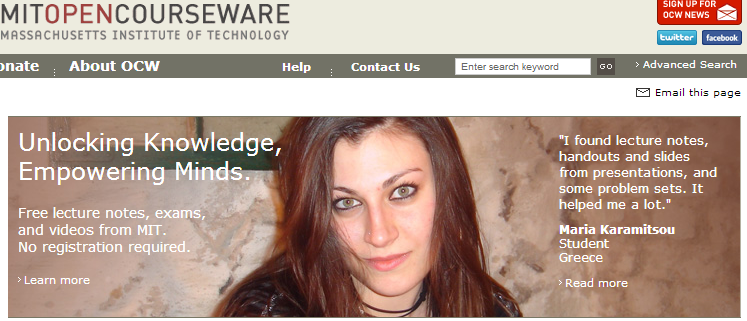 MITOPENCOURSEWARE
MASSACHUSETTS INSTITUTE OF TECHNOLOGY
SIGN UP FOR
OCW NEWS
twitter
facebook
onate
About OCW
Help
Contact Us
Enter search keyword
GO
Advanced Search
Email this page
Unlocking Knowledge,
Empowering Minds.
Free lecture notes, exams,
and videos from MIT.
No registration required.
Learn more
"I found lecture notes,
handouts and slides
from presentations, and
some problem sets. It
helped me a lot."
Maria Karamitsou
Student
Greece
Read more